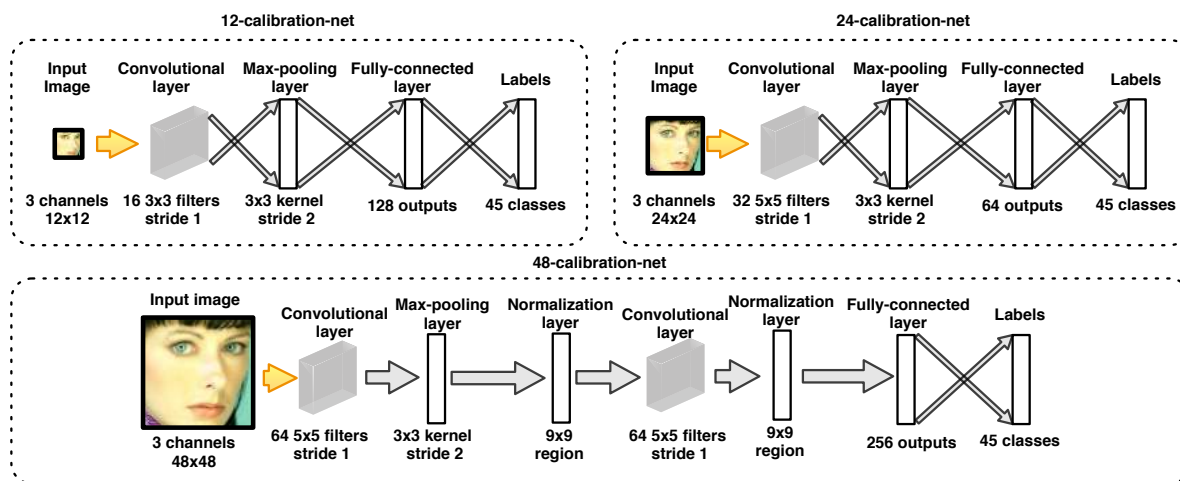 12-calibration-net
Input
Image
Convolutional
layer
Max-pooling
layer
Fully-connected
layer
Labels
3 channels
12x12
16 3x3 filters
stride 1
3x3 kernel
stride 2
128 outputs
45 classes
24-calibration-net
Input
Image
Convolutional
layer
Max-pooling
layer
Fully-connected
layer
Labels
3 channels
24x24
32 5x5 filters
stride 1
3x3 kernel
stride 2
64 outputs
45 classes
48-calibration-net
Input image
Convolutional
layer
Max-pooling
layer
Normalization
layer
Convolutional
layer
Normalization
layer
Fully-connected
layer
Labels
3 channels
48x48
64 5x5 filters
stride 1
3x3 kernel
stride 2
9x9
region
64 5x5 filters
stride 1
9x9
region
256 outputs
45 classes